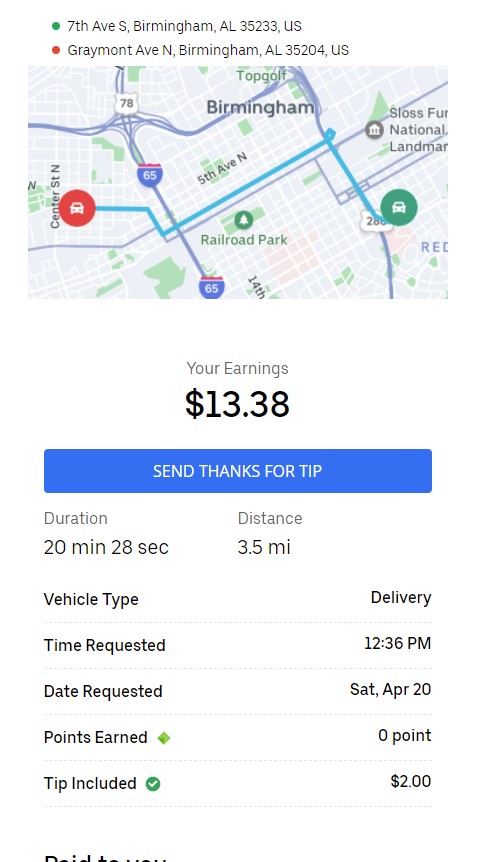 7th Ave S, Birmingham, AL 35233, US
Graymont Ave N, Birmingham, AL 35204, US
Topgolf
78
Birmingham
Sloss Fur
National
Landmar
5th Ave N
65
Center St N
N
280
Railroad Park
RED
14th
65
Your Earnings
$13.38
SEND THANKS FOR TIP
Duration
Distance
20 min 28 sec
3.5 mi
Vehicle Type
Delivery
Time Requested
12:36 PM
Date Requested
Sat, Apr 20
Points Earned
0 point
Tip Included
$2.00
Paid to you